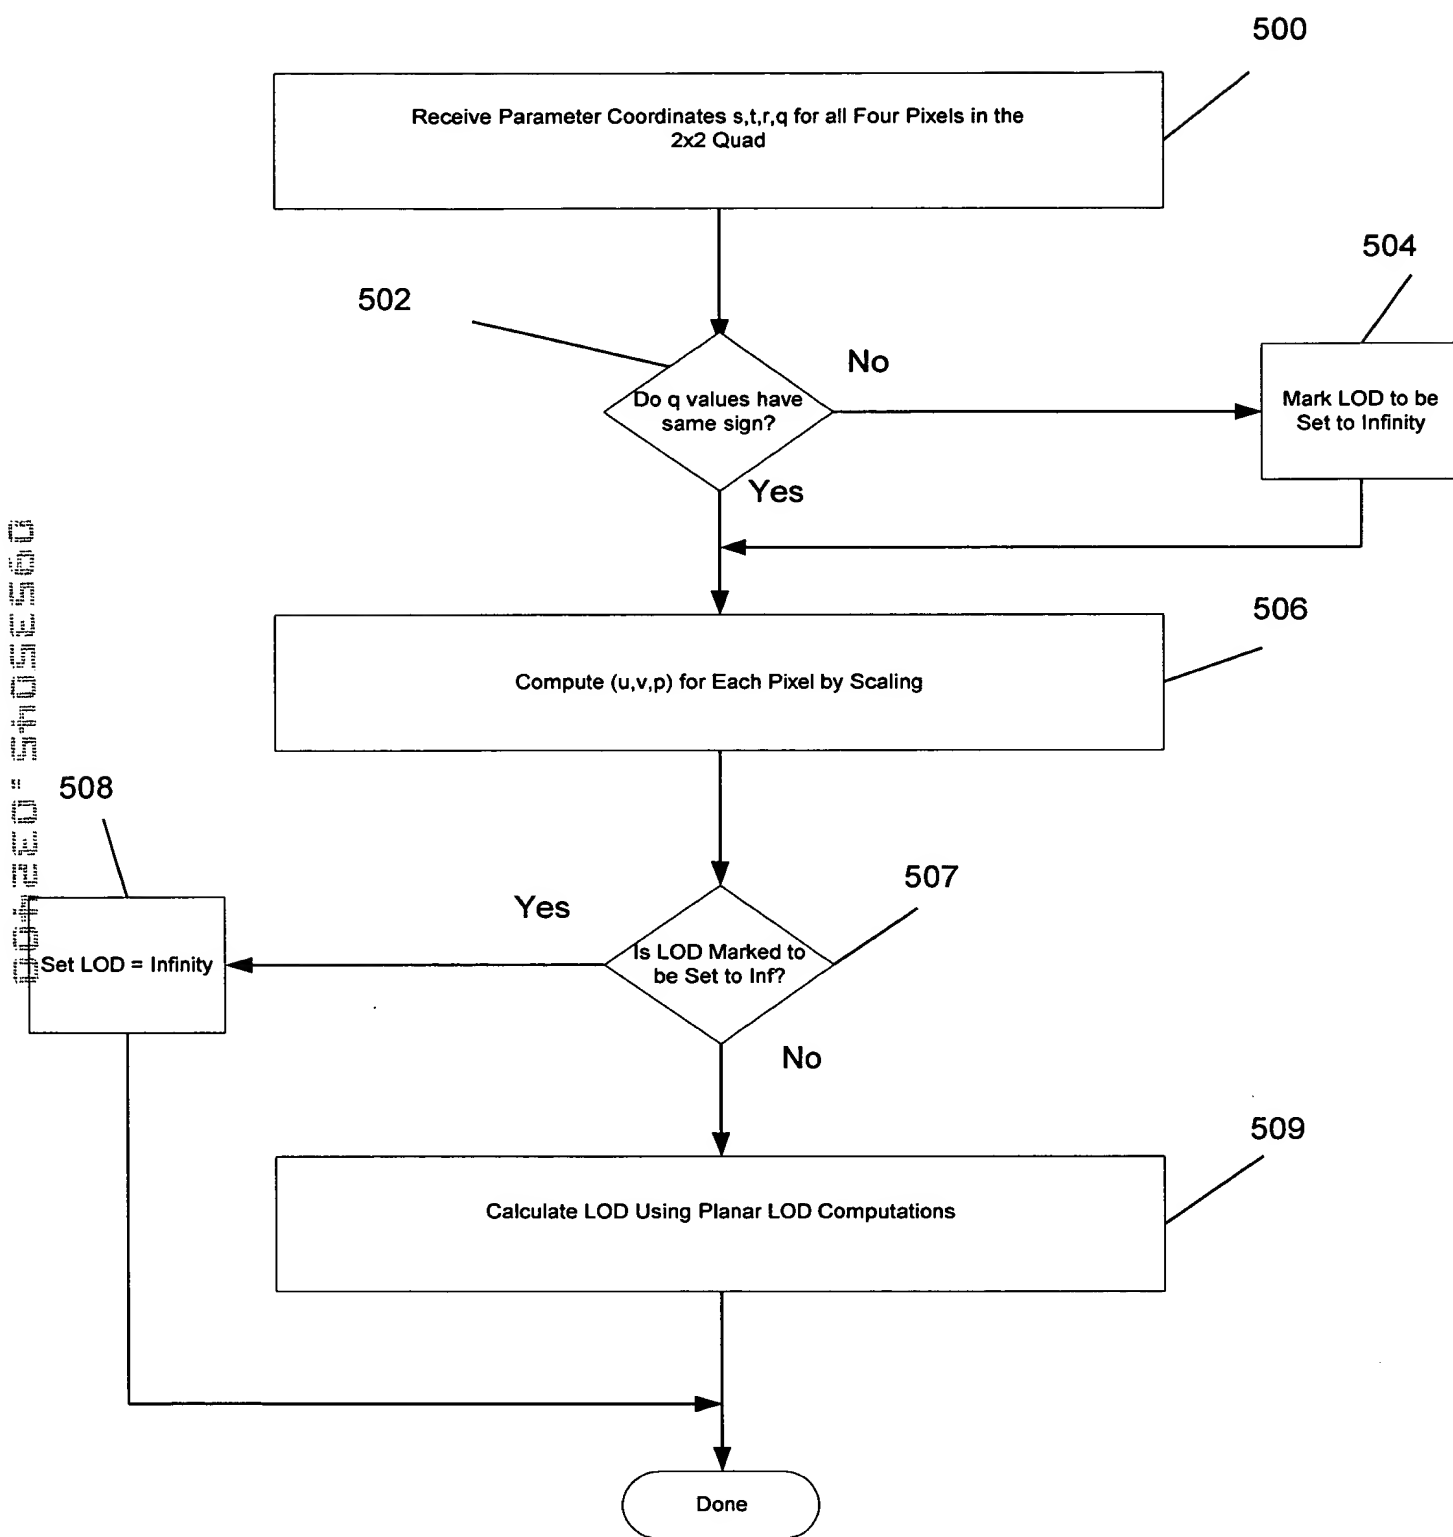 500
Receive Parameter Coordinates s,t,r,q for all Four Pixels in the
2x2 Quad
504
502
No
Do q values have
same sign?
Mark LOD to be
Set to Infinity
Yes
506
Compute (u,v,p) for Each Pixel by Scaling
508
507
Yes
Is LOD Marked to
be Set to Inf?
Set LOD = Infinity
No
509
Calculate LOD Using Planar LOD Computations
Done